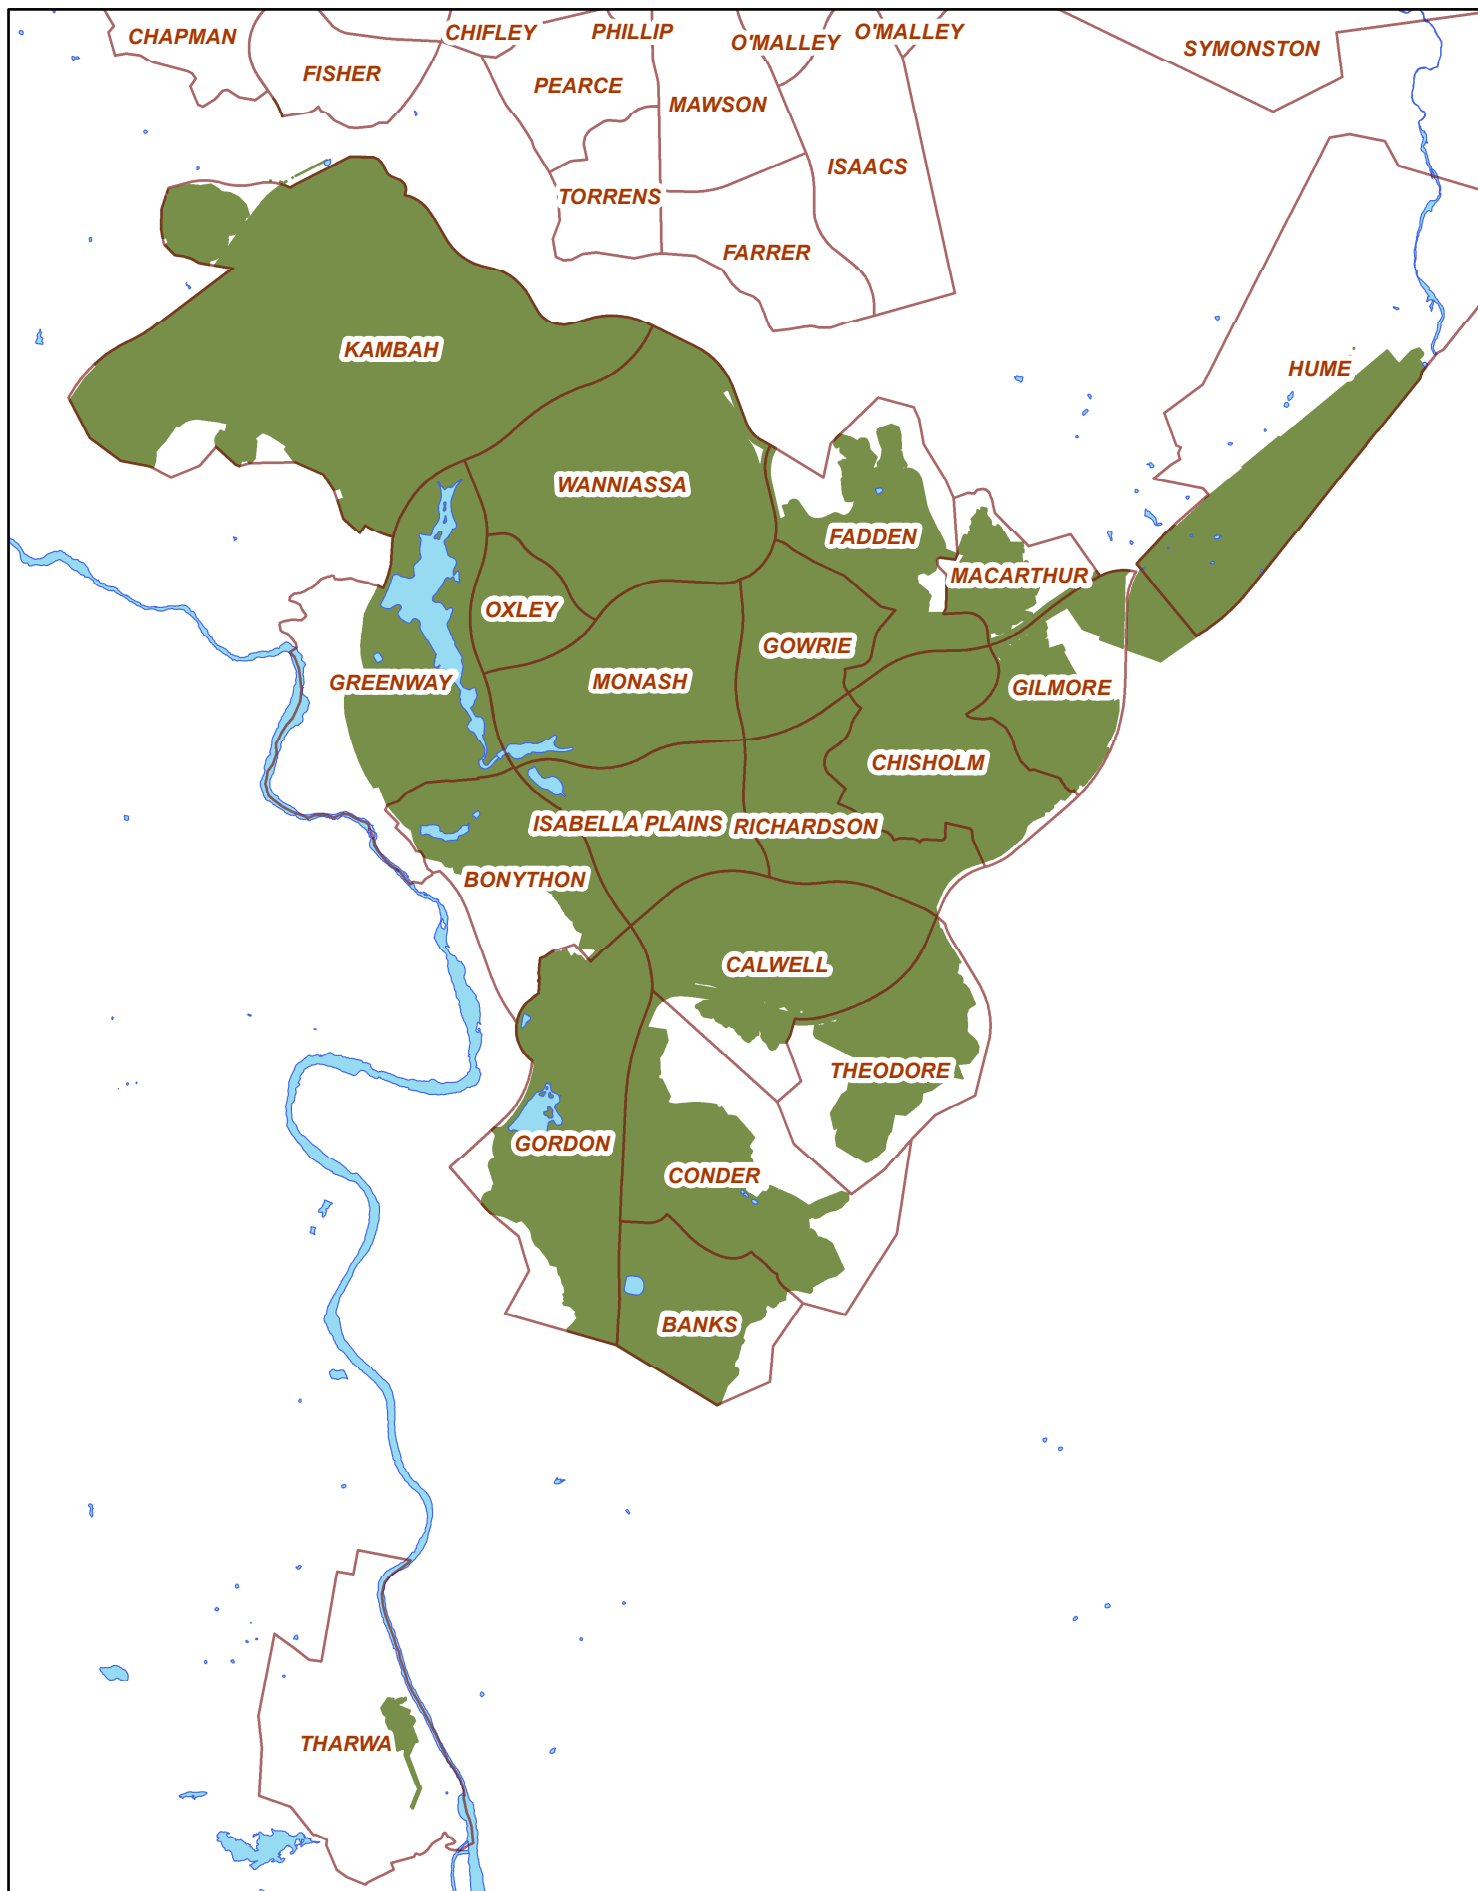 CHAPMAN
CHIFLEY
PHILLIP
O'MALLEY
O'MALLEY
SYMONSTON
FISHER
PEARCE
MAWSON
ISAACS
TORRENS
FARRER
KAMBAH
HUME
WANNIASSA
FADDEN
MACARTHUR
OXLEY
GOWRIE
GREENWAY
MONASH
GILMORE
CHISHOLM
ISABELLA PLAINS
RICHARDSON
BONYTHON
CALWELL
THEODORE
GORDON
CONDER
BANKS
THARWA